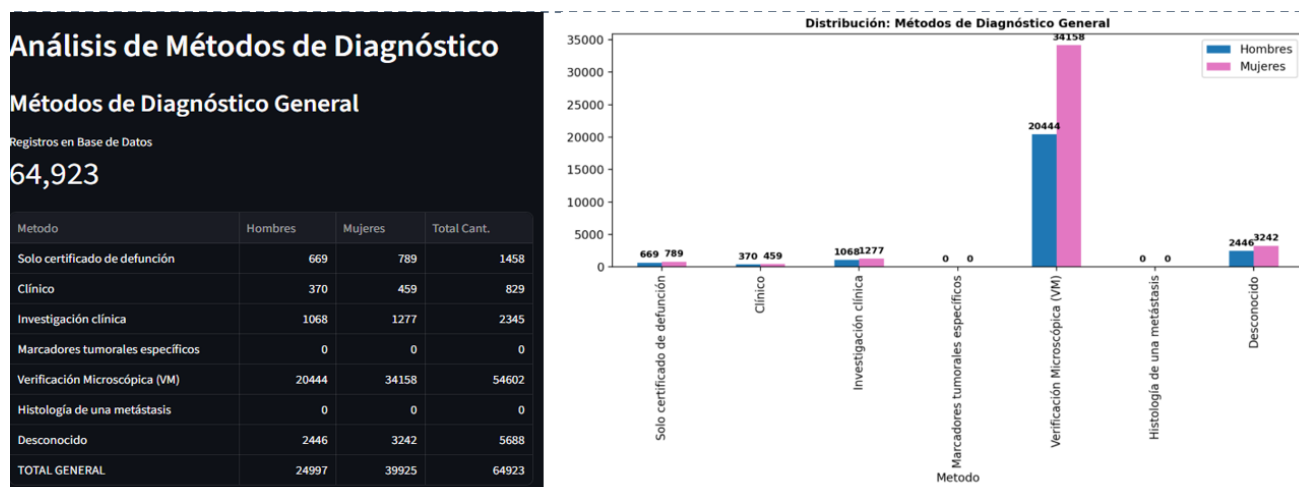 Análisis de Métodos de Diagnóstico
Métodos de Diagnóstico General
Registros en Base de Datos
64,923
Metodo Hombres Mujeres Total Cant.
Solo certificado de defunción 669 789 1458
Clínico 370 459 829
Investigación clínica 1068 1277 2345
Marcadores tumorales específicos 0 0 0
Verificación Microscópica (VM) 20444 34158 54602
Histología de una metástasis 0 0 0
Desconocido 2446 3242 5688
TOTAL GENERAL 24997 39925 64923
Distribución: Métodos de Diagnóstico General
Hombres
Mujeres
35000
30000
25000
20000
15000
10000
5000
0
669 789
370 459
1068 1277
0 0
20444 34158
0 0
2446 3242
Solo certificado de defunción
Clínico
Investigación clínica
Marcadores tumorales específicos
Verificación Microscópica (VM)
Histología de una metástasis
Desconocido
Metodo